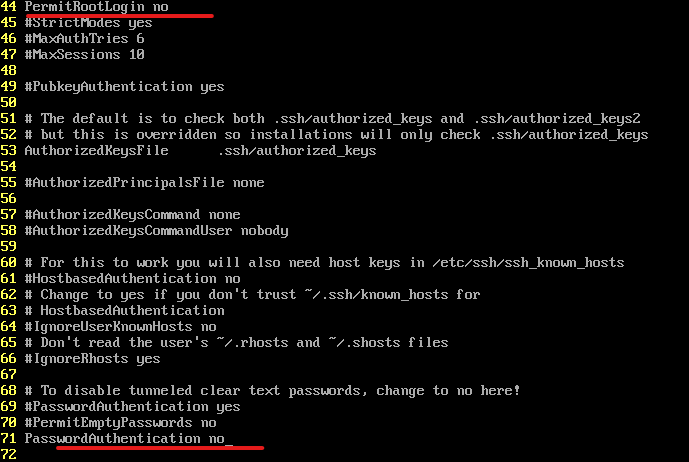 44 PermitRootLogin no
45 #StrictModes yes
46 #MaxAuthTries 6
47 #MaxSessions 10
48
49 #PubkeyAuthentication yes
50
51 # The default is to check both .ssh/authorized_keys and .ssh/authorized_keys2
52 # but this is overridden so installations will only check .ssh/authorized_keys
53 AuthorizedKeysFile      .ssh/authorized_keys
54
55 #AuthorizedPrincipalsFile none
56
57 #AuthorizedKeysCommand none
58 #AuthorizedKeysCommandUser nobody
59
60 # For this to work you will also need host keys in /etc/ssh/ssh_known_hosts
61 #HostbasedAuthentication no
62 # Change to yes if you don't trust ~/.ssh/known_hosts for
63 # HostbasedAuthentication
64 #IgnoreUserKnownHosts no
65 # Don't read the user's ~/.rhosts and ~/.shosts files
66 #IgnoreRhosts yes
67
68 # To disable tunneled clear text passwords, change to no here!
69 #PasswordAuthentication yes
70 #PermitEmptyPasswords no
71 PasswordAuthentication no_
72